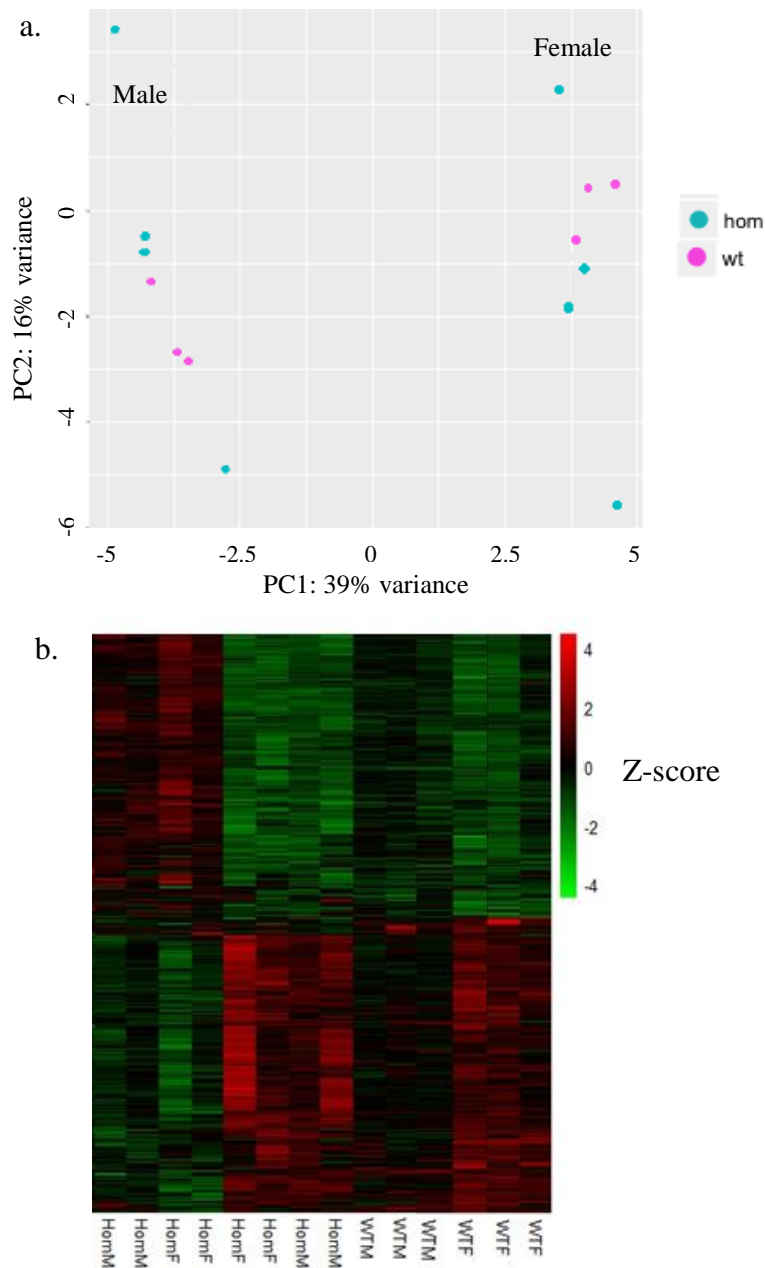 a.
Male
Female
2
0
-2
-4
-6
PC2: 16% variance
-5
-2.5
0
2.5
5
PC1: 39% variance
hom
wt
b.
4
2
0
-2
-4
Z-score
HomM
HomM
HomF
HomF
HomF
HomF
HomM
HomM
WTM
WTM
WTM
WTF
WTF
WTF